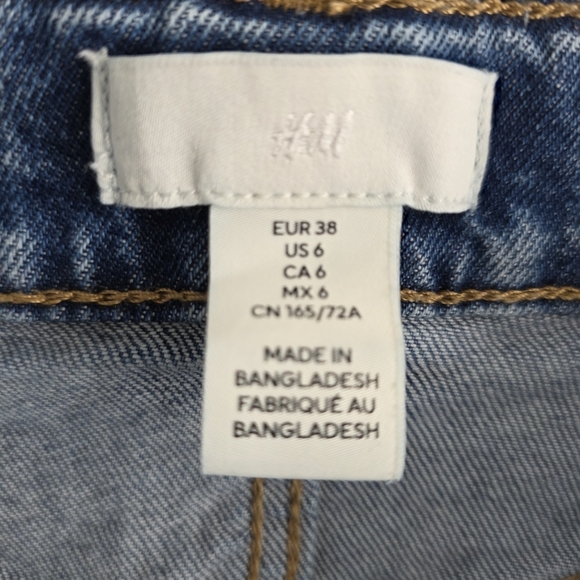 H&M
EUR 38
US 6
CA 6
MX 6
CN 165/72A
MADE IN
BANGLADESH
FABRIQUÉ AU
BANGLADESH